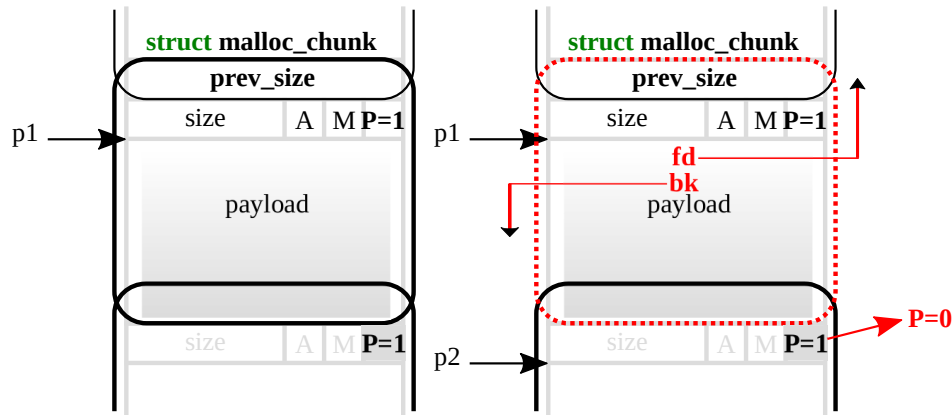 struct malloc_chunk
prev_size
size A M P=1
p1
payload
size A M P=1
struct malloc_chunk
prev_size
size A M P=1
p1
fd
bk
payload
P=0
size A M P=1
p2